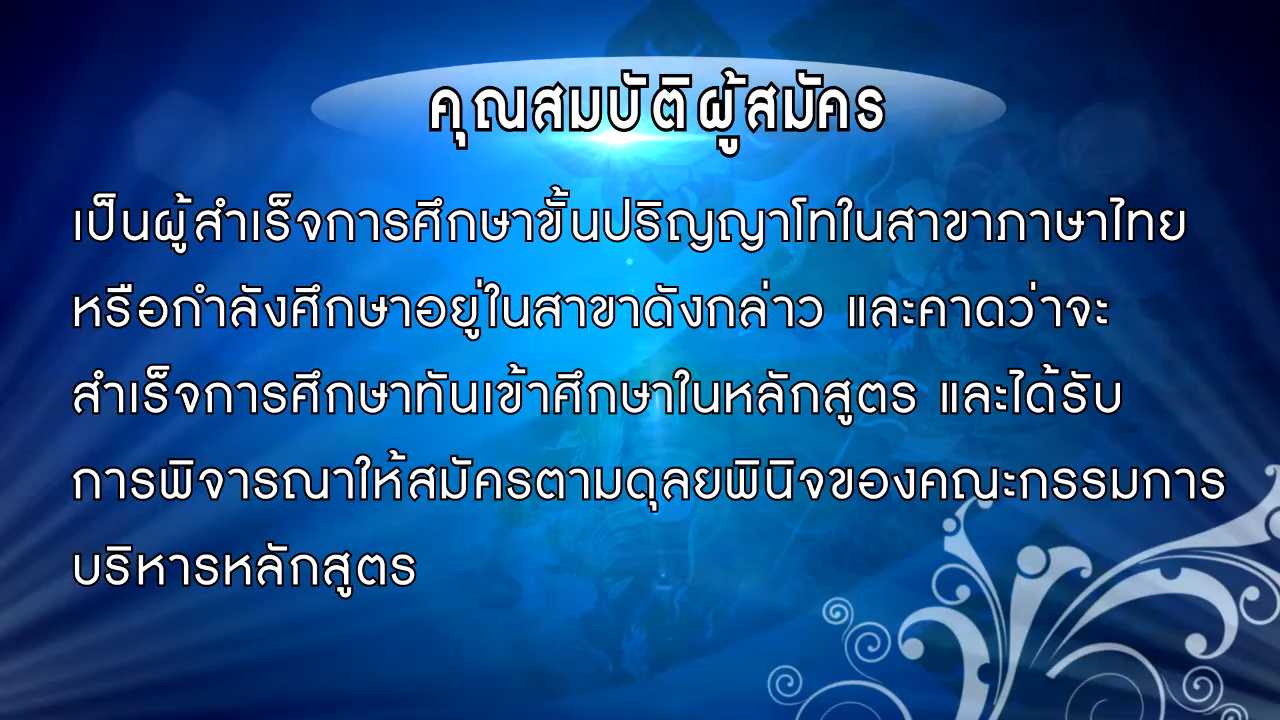 คุณสมบัติผู้สมัคร
เป็นผู้สำเร็จการศึกษาขั้นปริญญาโทในสาขาภาษาไทย
หรือกำลังศึกษาอยู่ในสาขาดังกล่าว และคาดว่าจะ
สำเร็จการศึกษาทันเข้าศึกษาในหลักสูตร และได้รับ
การพิจารณาให้สมัครตามดุลยพินิจของคณะกรรมการ
บริหารหลักสูตร